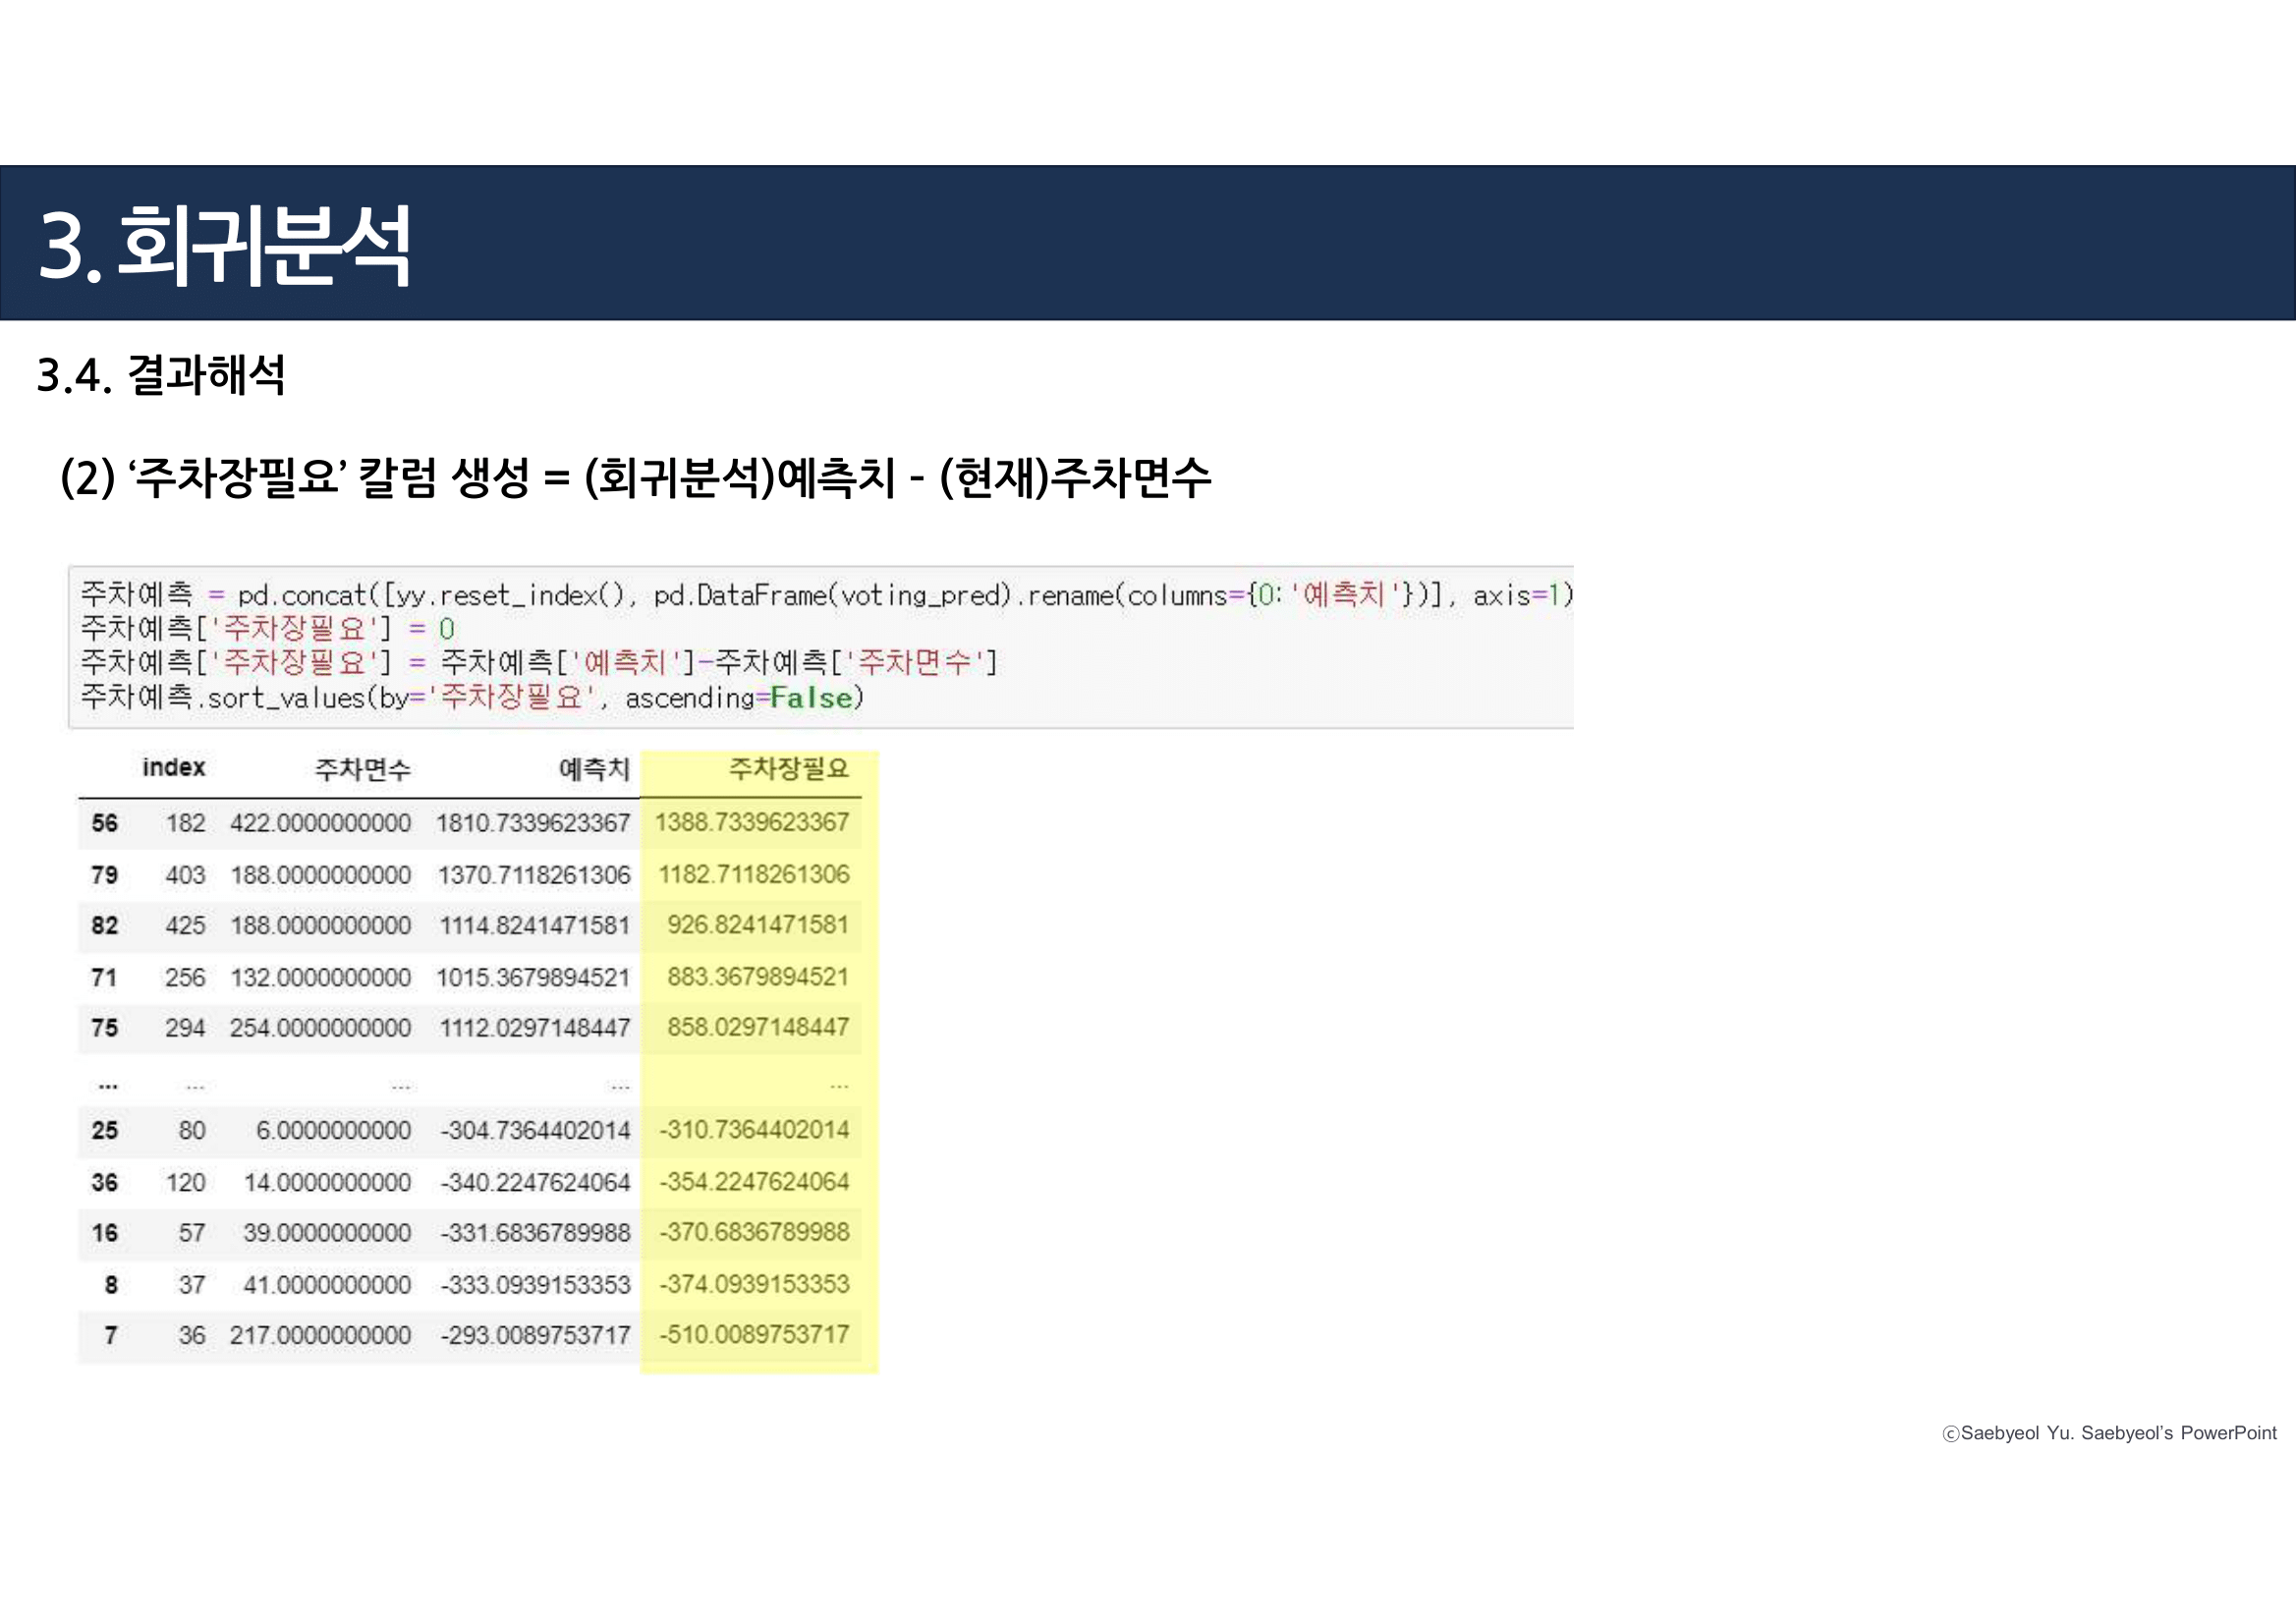 3. 회귀분석
3.4. 결과해석
(2) ‘주차장필요’ 칼럼 생성 = (회귀분석)예측치 - (현재)주차면수
주차예측 = pd.concat([yy.reset_index(), pd.DataFrame(voting_pred).rename(columns={0:'예측치'})], axis=1)
주차예측['주차장필요'] = 0
주차예측['주차장필요'] = 주차예측['예측치']-주차예측['주차면수']
주차예측.sort_values(by='주차장필요', ascending=False)
index 주차면수 예측치 주차장필요
56 182 422.0000000000 1810.7339623367 1388.7339623367
79 403 188.0000000000 1370.7118261306 1182.7118261306
82 425 188.0000000000 1114.8241471581 926.8241471581
71 256 132.0000000000 1015.3679894521 883.3679894521
75 294 254.0000000000 1112.0297148447 858.0297148447
... ... ... ... ...
25 80 6.0000000000 -304.7364402014 -310.7364402014
36 120 14.0000000000 -340.2247624064 -354.2247624064
16 57 39.0000000000 -331.6836789988 -370.6836789988
8 37 41.0000000000 -333.0939153353 -374.0939153353
7 36 217.0000000000 -293.0089753717 -510.0089753717
ⓒSaebyeol Yu. Saebyeol’s PowerPoint